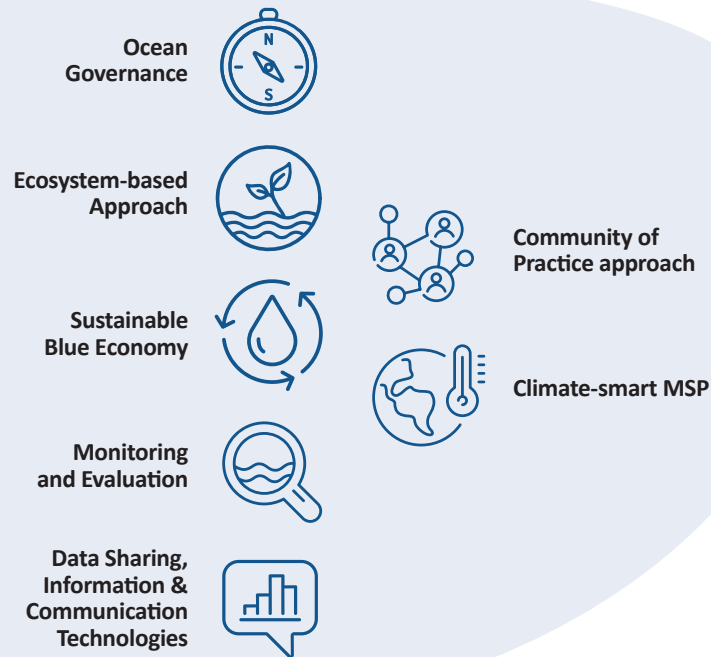 Ocean
Governance
N
S
Ecosystem-based
Approach
Sustainable
Blue Economy
Monitoring
and Evaluation
Data Sharing,
Information &
Communication
Technologies
Community of
Practice approach
Climate-smart MSP